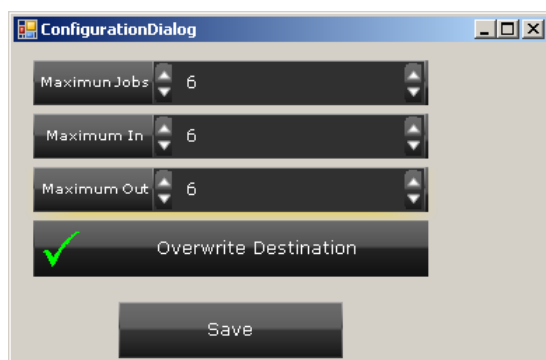 ConfigurationDialog
Maximun Jobs 6
Maximum In 6
Maximum Out 6
Overwrite Destination
Save